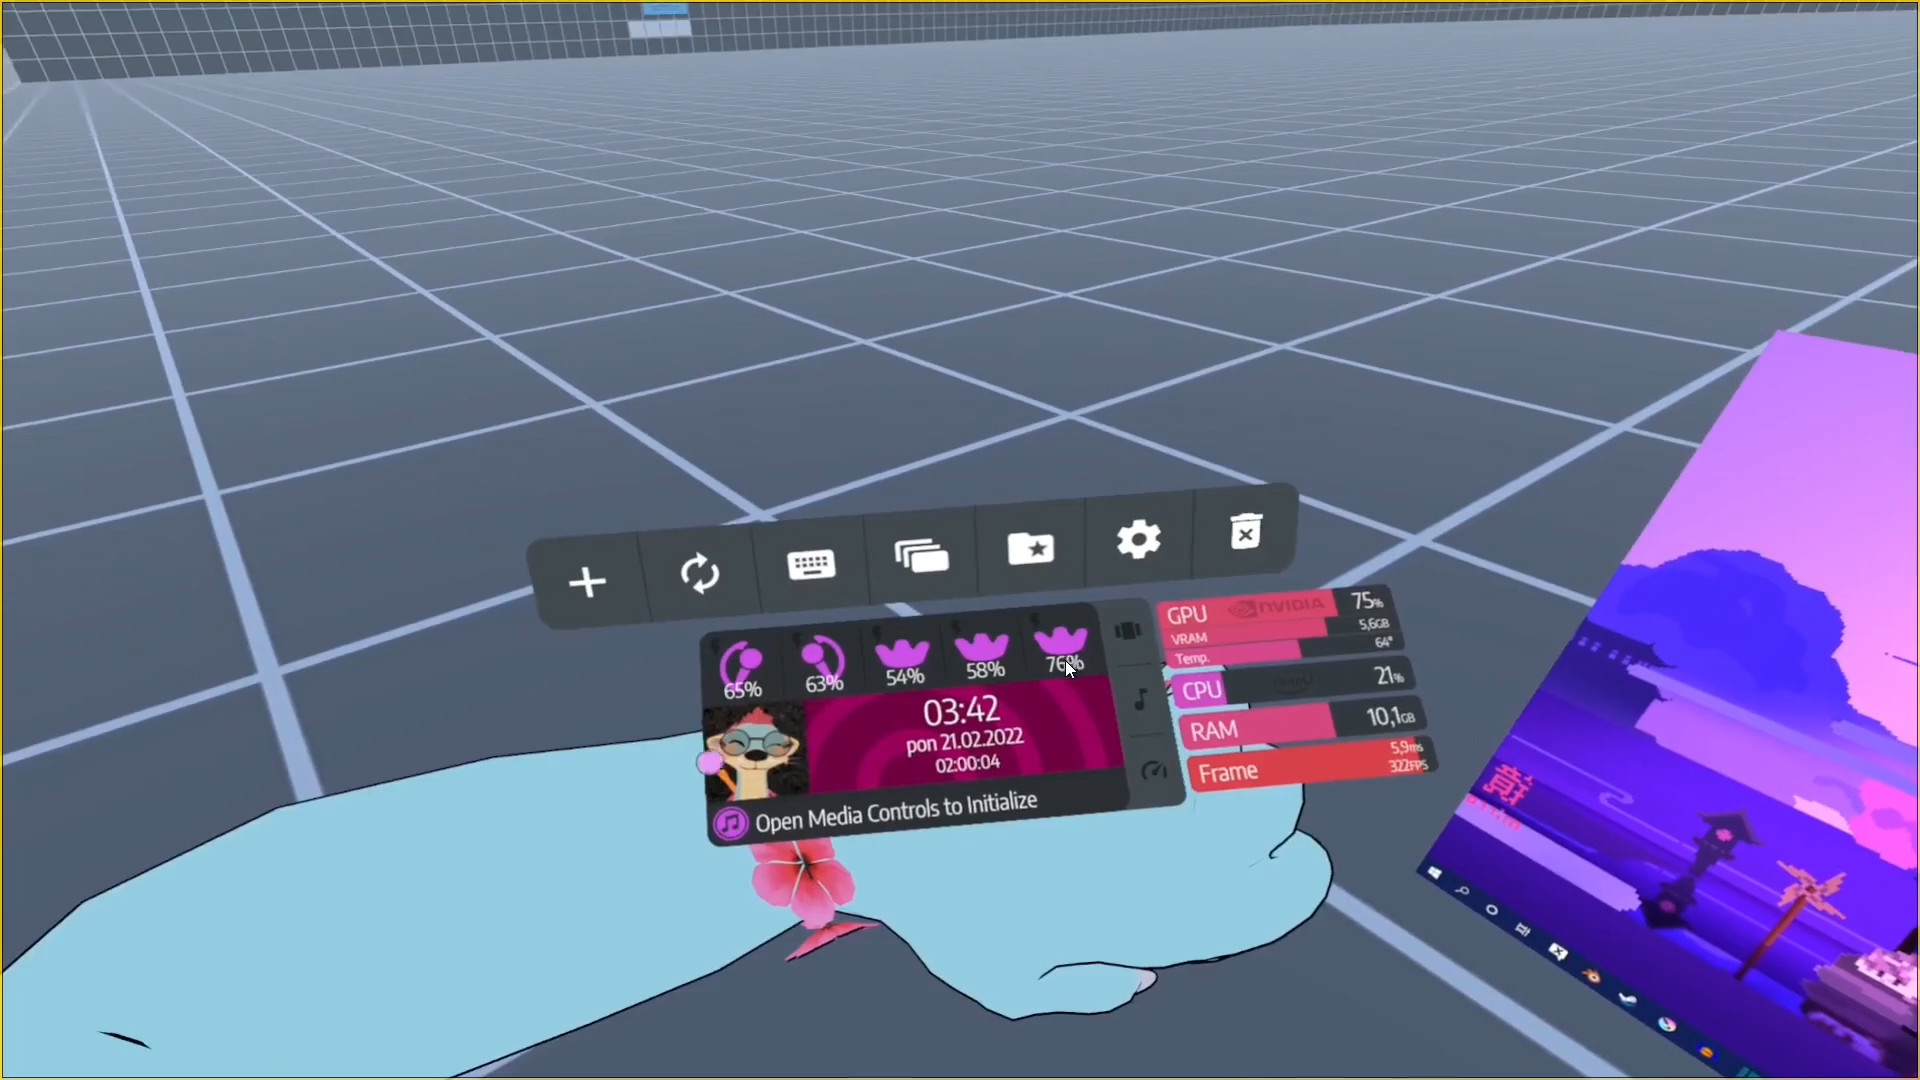 65%
63%
54%
58%
76%
03:42
pon 21.02.2022
02:00:04
Open Media Controls to Initialize
GPU NVIDIA 75%
VRAM 5,6GB
Temp. 64°
CPU intel 21%
RAM 10,1GB
Frame 5,9ms
322FPS